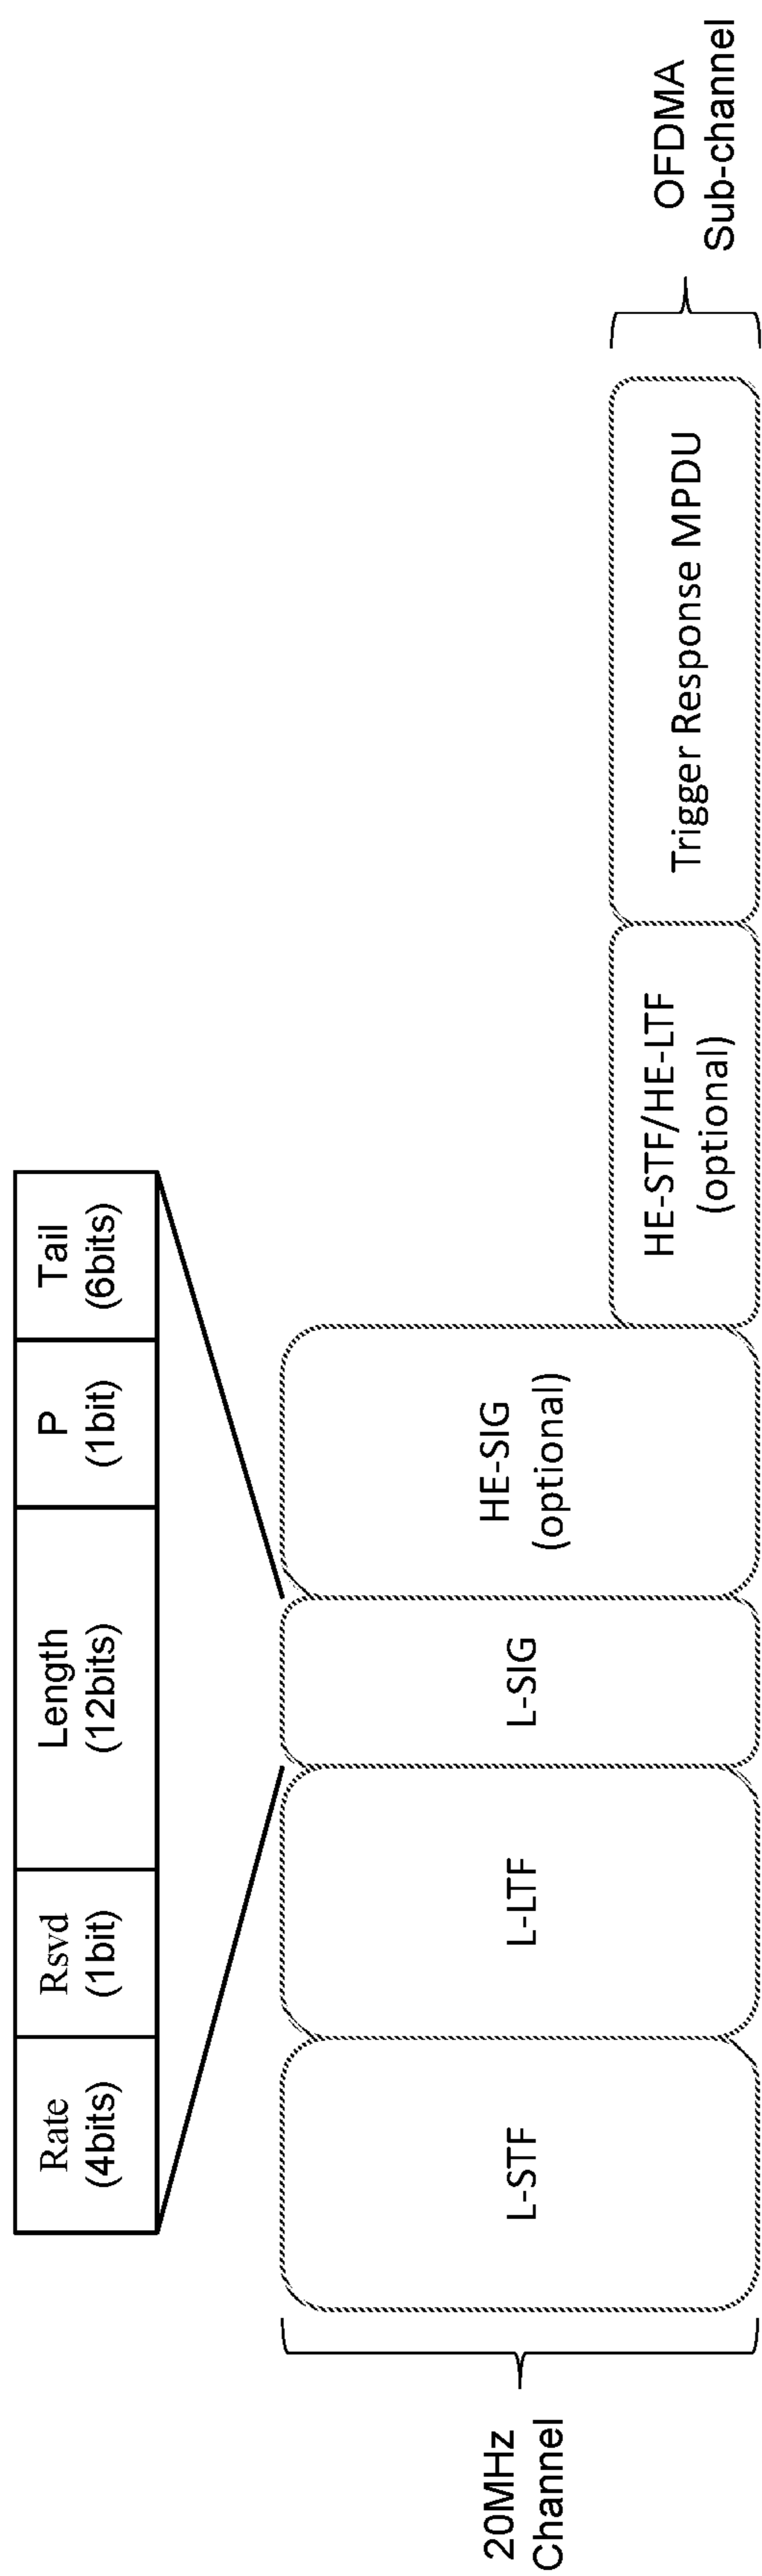 Rate
(4bits)
Rsvd
(1bit)
Length
(12bits)
P
(1bit)
Tail
(6bits)
20MHz
Channel
L-STF
L-LTF
L-SIG
HE-SIG
(optional)
HE-STF/HE-LTF
(optional)
Trigger Response MPDU
OFDMA
Sub-channel